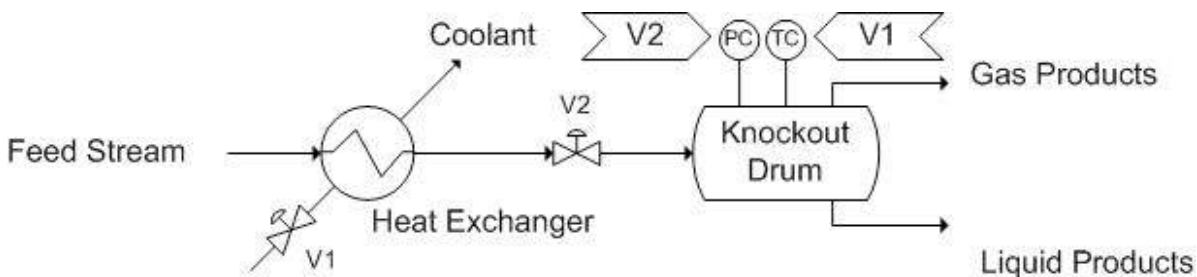 Coolant
V2
PC
TC
V1
Gas Products
V2
Feed Stream
Knockout
Drum
Heat Exchanger
V1
Liquid Products